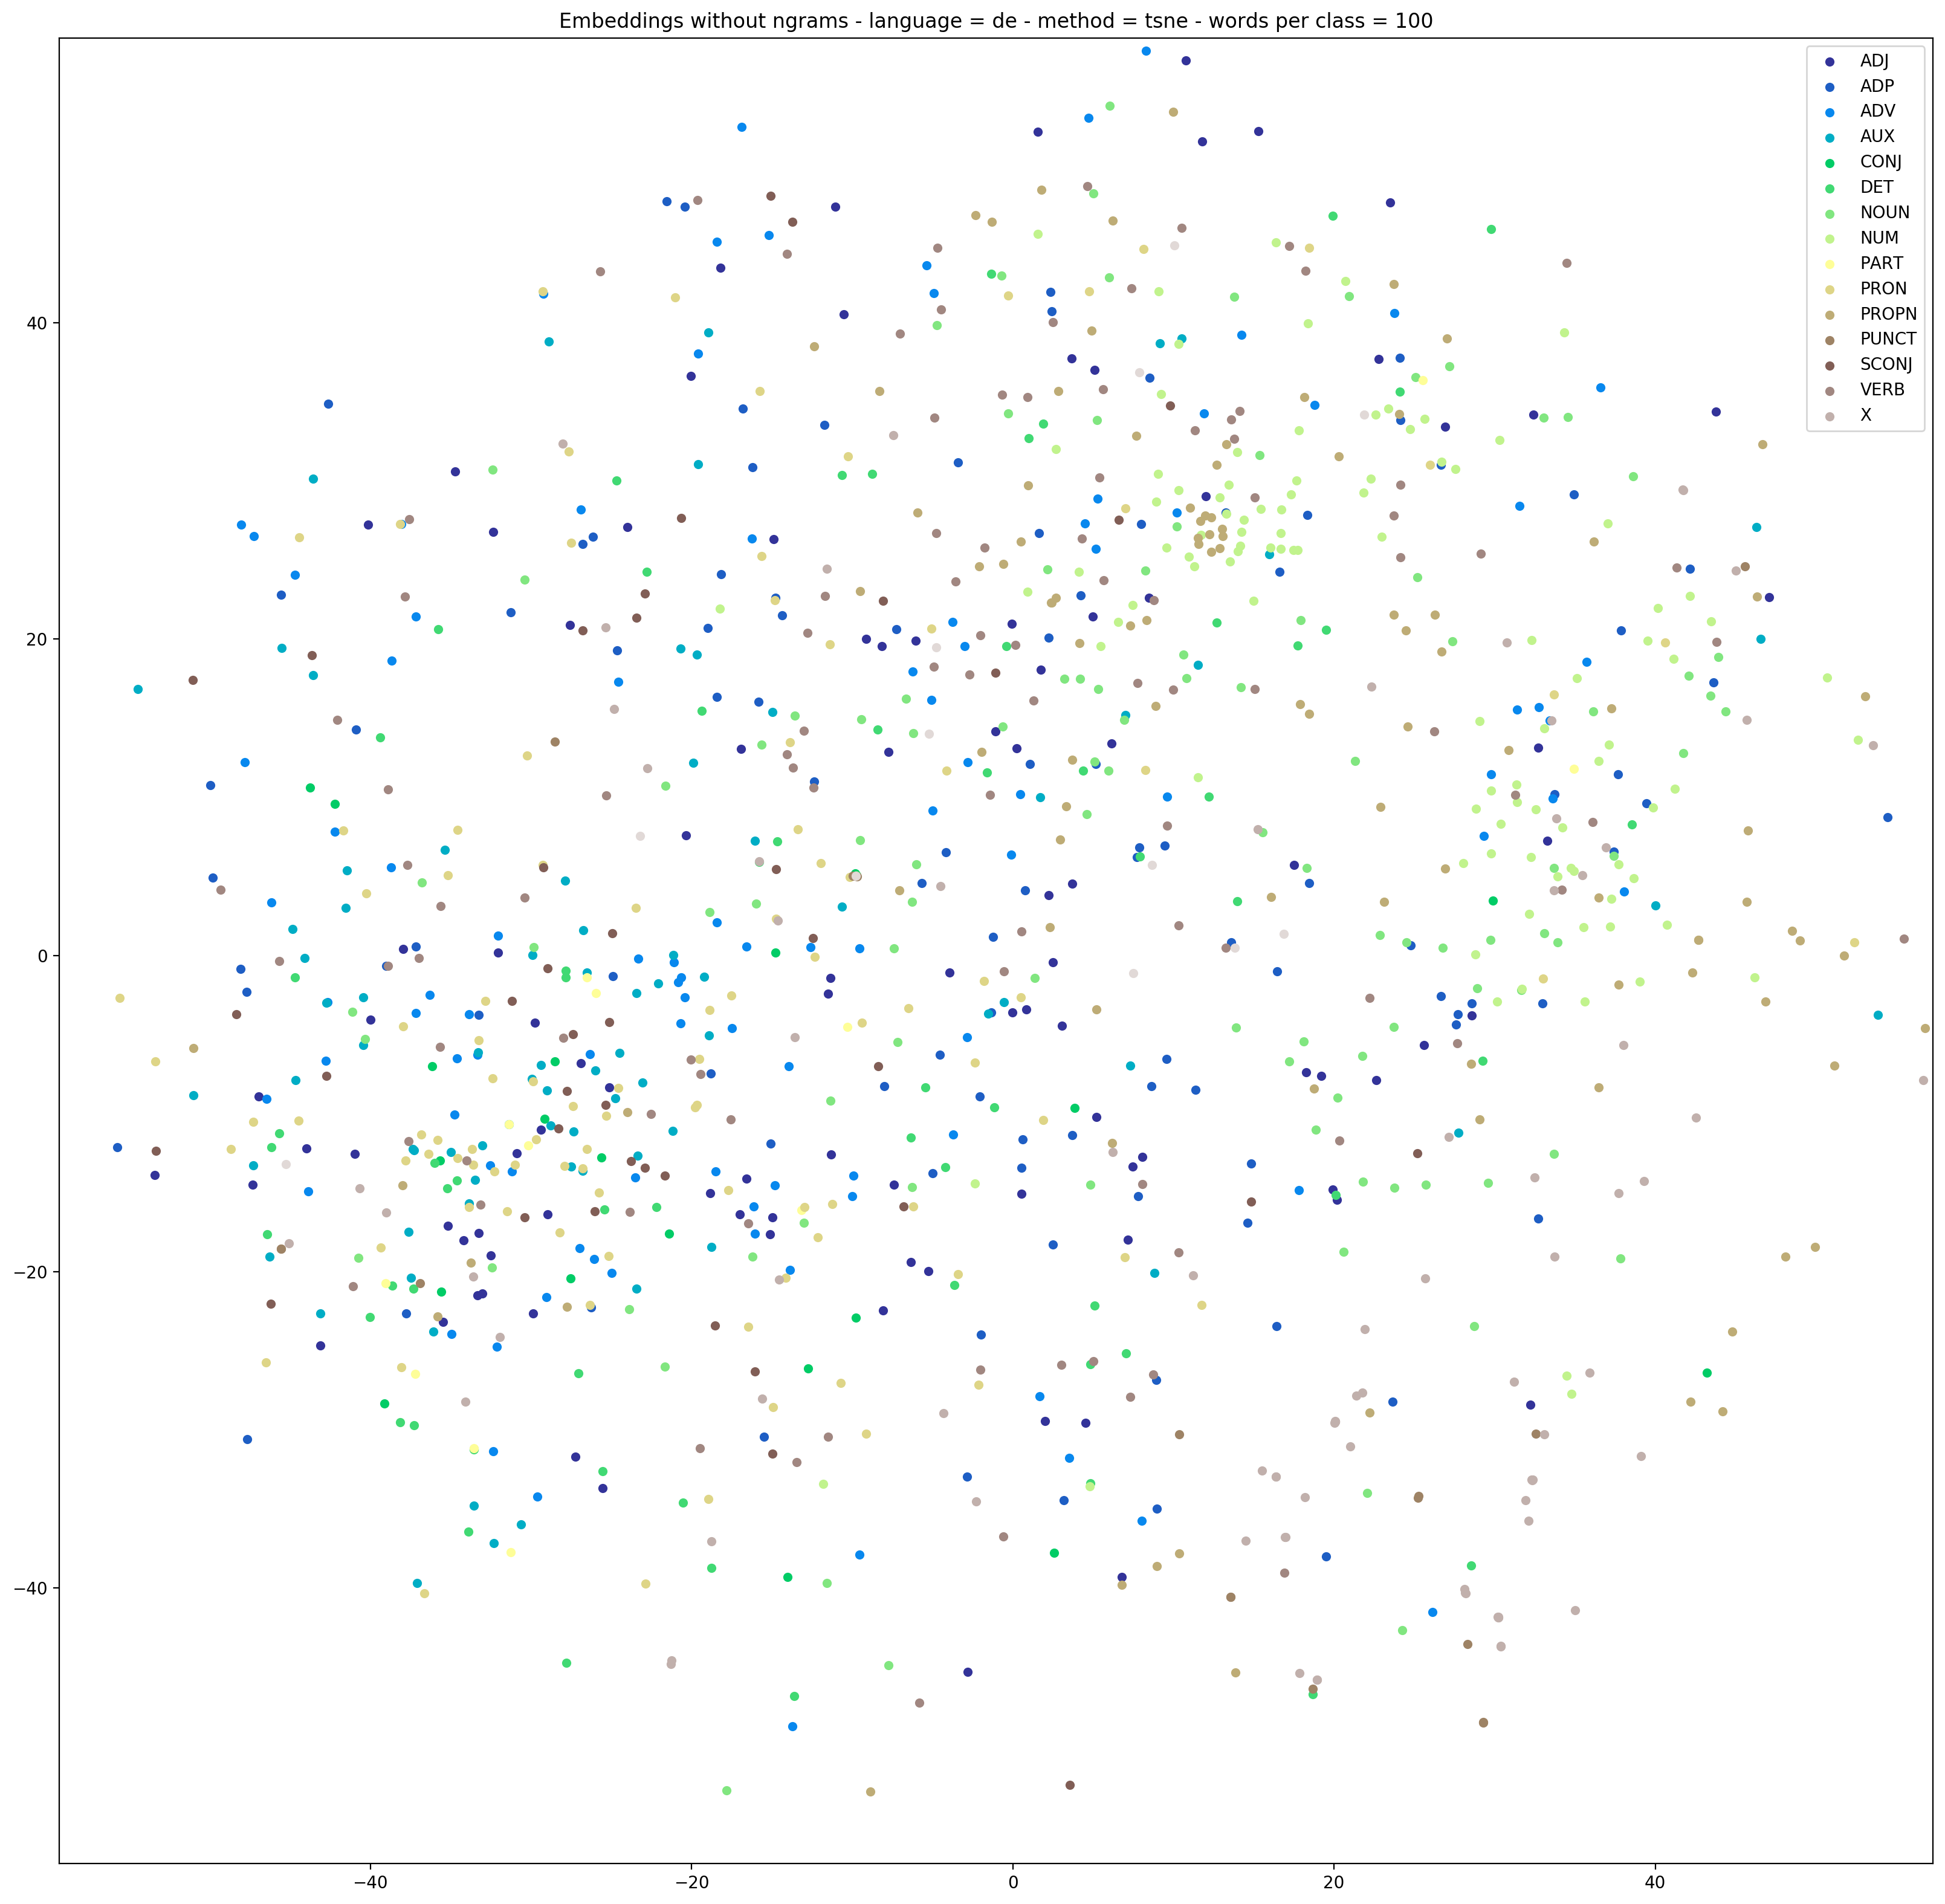 Embeddings without ngrams - language = de - method = tsne - words per class = 100
ADJ
ADP
ADV
AUX
CONJ
DET
NOUN
NUM
PART
PRON
PROPN
PUNCT
SCONJ
VERB
X
40
20
0
−20
−40
−40 −20 0 20 40